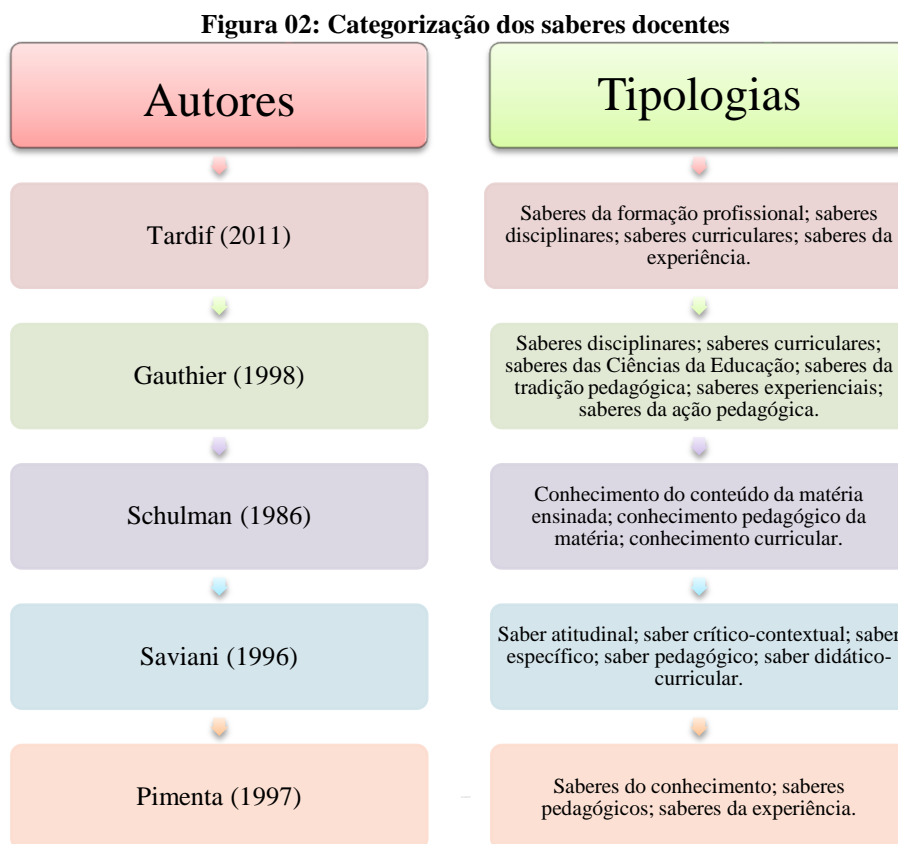 Figura 02: Categorização dos saberes docentes
Autores
Tipologias
Tardif (2011)
Saberes da formação profissional; saberes
disciplinares; saberes curriculares; saberes da
experiência.
Gauthier (1998)
Saberes disciplinares; saberes curriculares;
saberes das Ciências da Educação; saberes da
tradição pedagógica; saberes experienciais;
saberes da ação pedagógica.
Schulman (1986)
Conhecimento do conteúdo da matéria
ensinada; conhecimento pedagógico da
matéria; conhecimento curricular.
Saviani (1996)
Saber atitudinal; saber crítico-contextual; saber
específico; saber pedagógico; saber didático-
curricular.
Pimenta (1997)
Saberes do conhecimento; saberes
pedagógicos; saberes da experiência.